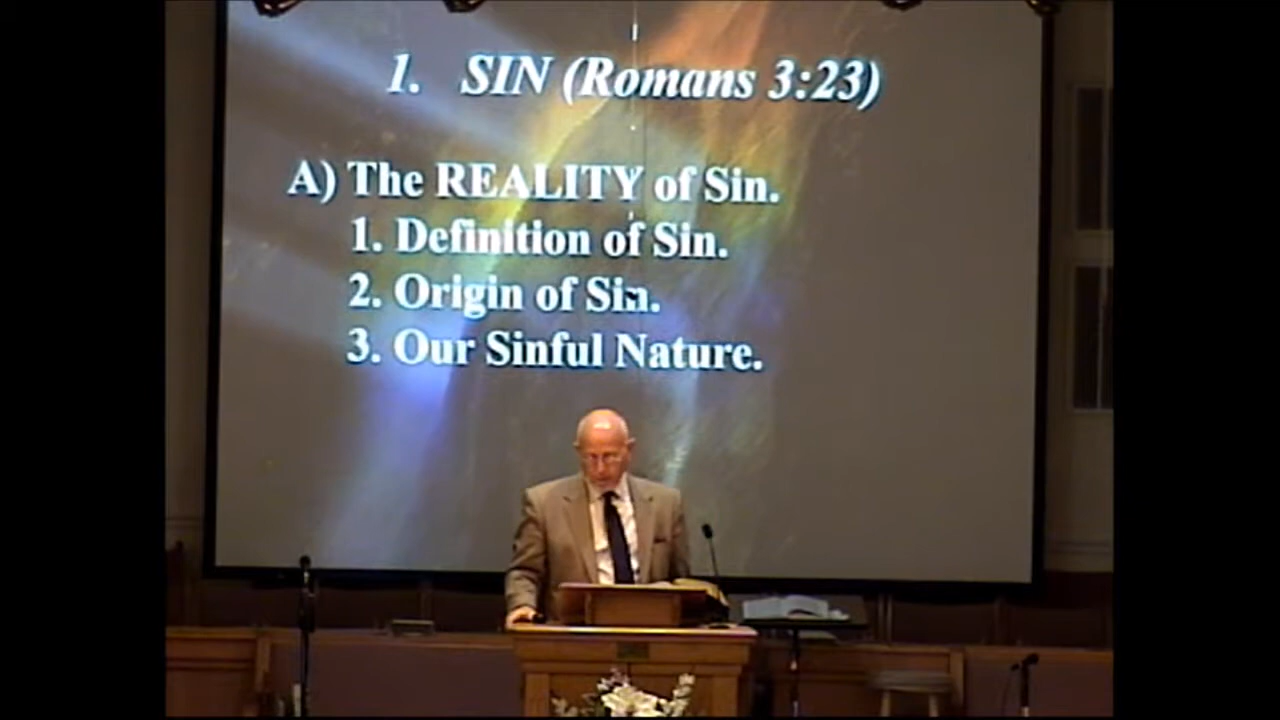 1. SIN (Romans 3:23)
A) The REALITY of Sin.
1. Definition of Sin.
2. Origin of Sin.
3. Our Sinful Nature.